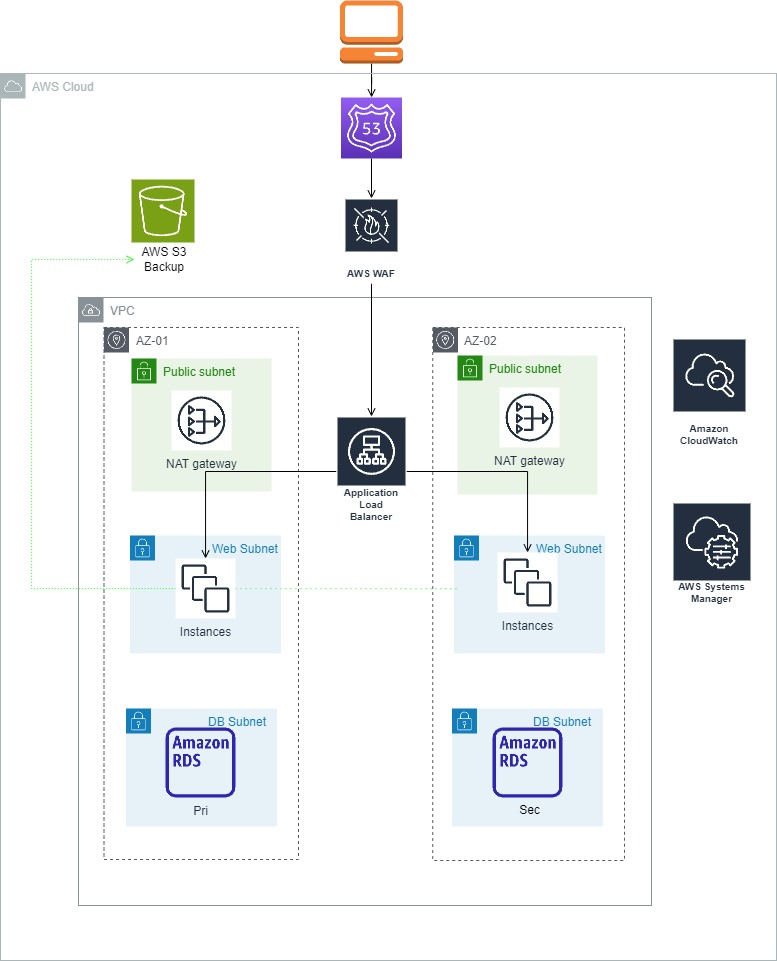 AWS Cloud
53
AWS S3
Backup
AWS WAF
VPC
AZ-01
AZ-02
Public subnet
Public subnet
NAT gateway
NAT gateway
Amazon
CloudWatch
Application
Load
Balancer
Web Subnet
Web Subnet
Instances
Instances
AWS Systems
Manager
DB Subnet
DB Subnet
Amazon
RDS
Amazon
RDS
Pri
Sec